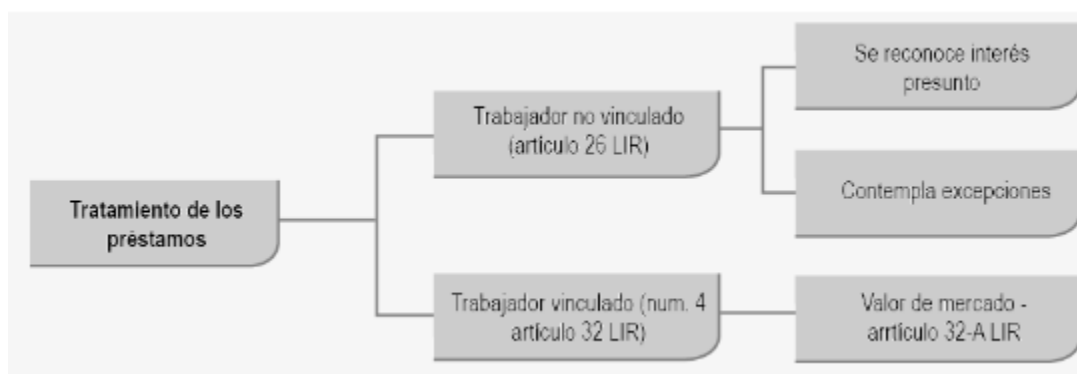 Tratamiento de los
préstamos
Trabajador no vinculado
(artículo 26 LIR)
Se reconoce interés
presunto
Contempla excepciones
Trabajador vinculado (num. 4
artículo 32 LIR)
Valor de mercado -
arrtículo 32-A LIR